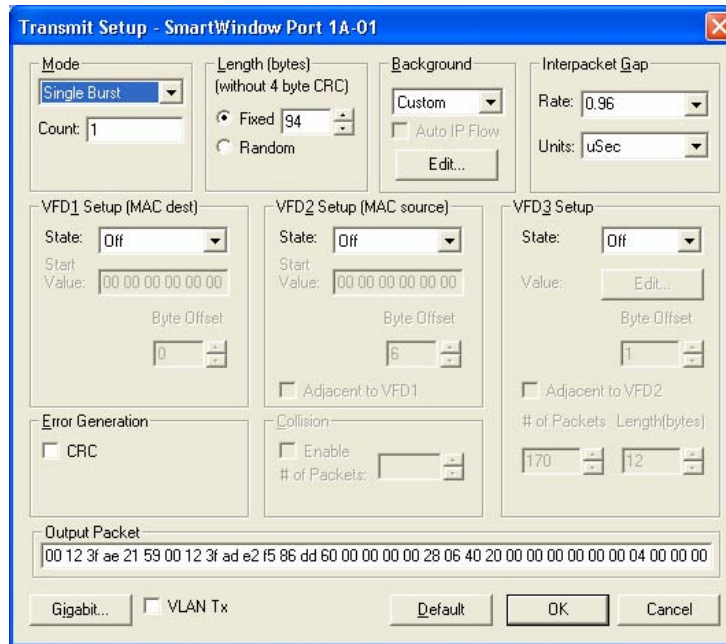 Transmit Setup - SmartWindow Port 1A-01
Mode
Single Burst
Count: 1
Length (bytes)
(without 4 byte CRC)
Fixed 94
Random
Background
Custom
Auto IP Flow
Edit...
Interpacket Gap
Rate: 0.96
Units: uSec
VFD1 Setup (MAC dest)
State: Off
Start
Value: 00 00 00 00 00 00
Byte Offset
0
VFD2 Setup (MAC source)
State: Off
Start
Value: 00 00 00 00 00 00
Byte Offset
6
Adjacent to VFD1
VFD3 Setup
State: Off
Value: Edit...
Byte Offset
1
Adjacent to VFD2
# of Packets Length(bytes)
170 12
Error Generation
CRC
Collision
Enable
# of Packets:
Output Packet
00 12 3f ae 21 59 00 12 3f ad e2 f5 86 dd 60 00 00 00 00 28 06 40 20 00 00 00 00 00 00 04 00 00 00
Gigabit... VLAN Tx Default OK Cancel